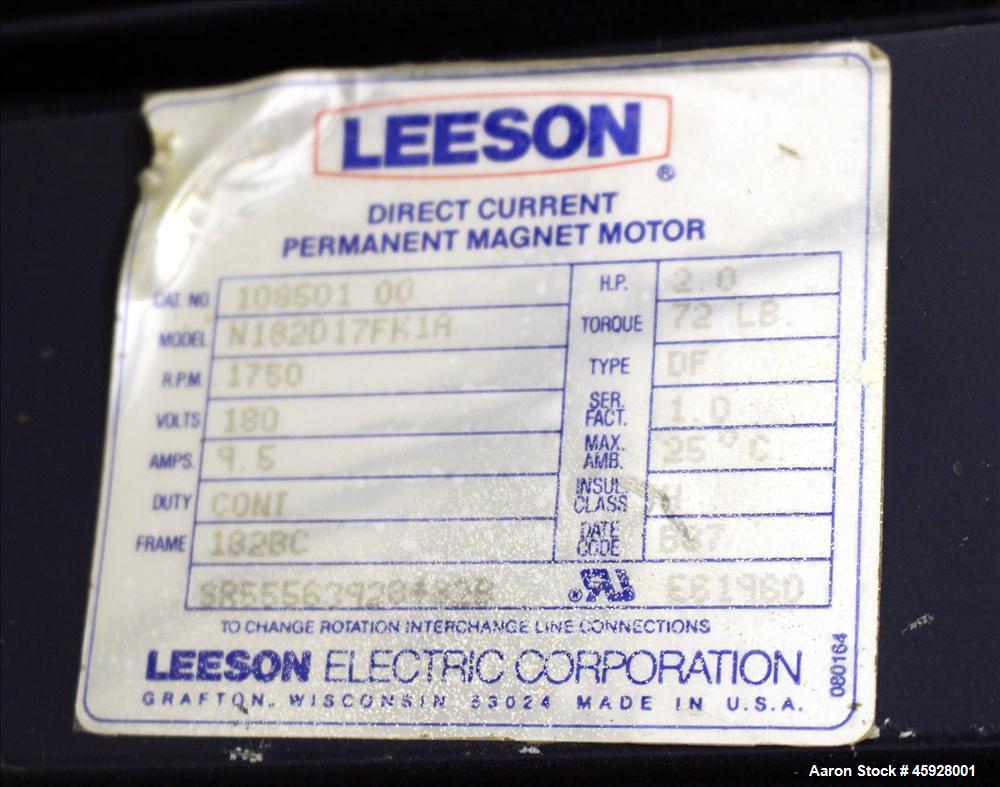 LEESON
®
DIRECT CURRENT
PERMANENT MAGNET MOTOR
CAT NO. 108501 00 H.P. 2.0
MODEL N182D17FK1A TORQUE 72 LB.
R.P.M. 1750 TYPE DF
VOLTS 180 SER. FACT. 1.0
AMPS. 9.5 MAX. AMB. 25°C.
DUTY CONT INSUL. CLASS H
FRAME 182BC DATE CODE
® RU E61960
TO CHANGE ROTATION INTERCHANGE LINE CONNECTIONS
LEESON ELECTRIC CORPORATION
GRAFTON, WISCONSIN 53024 MADE IN U.S.A.
080164
Aaron Stock # 45928001